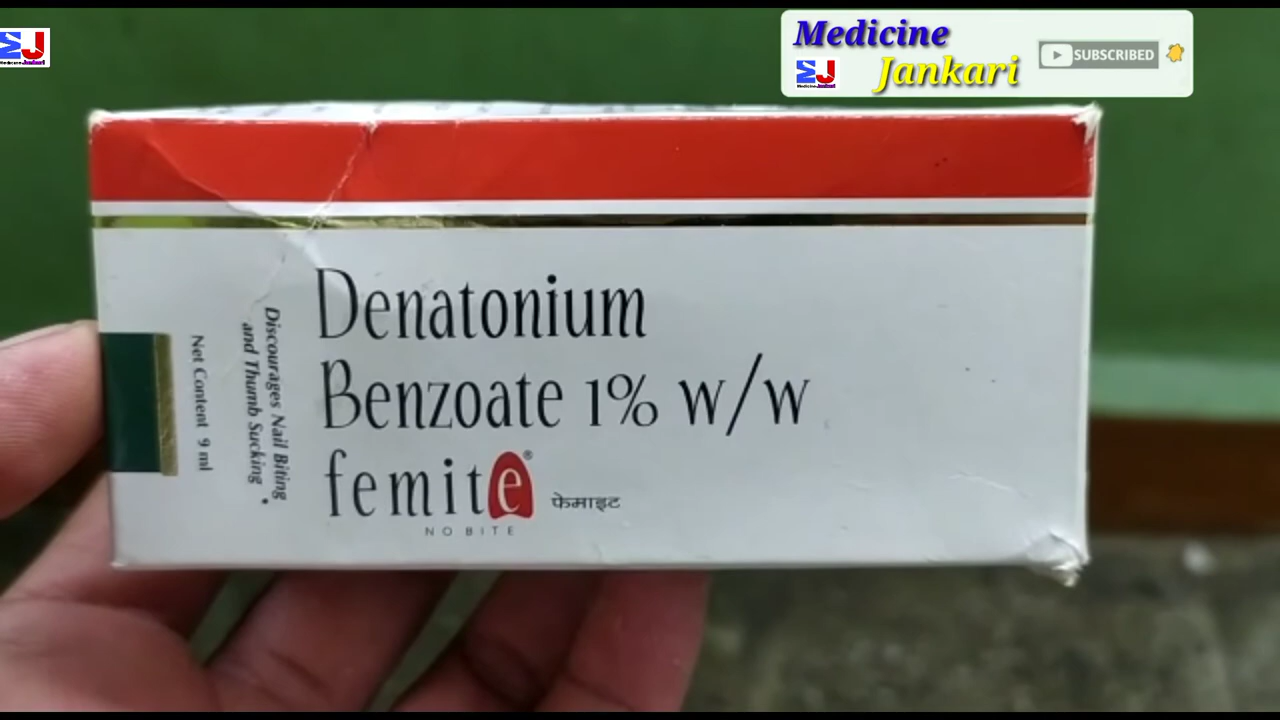 Medicine
Jankari
SUBSCRIBED
Denatonium
Benzoate 1% w/w
femite®
फेमाइट
NO BITE
Discourages Nail Biting
and Thumb Sucking
Net Content 9 ml